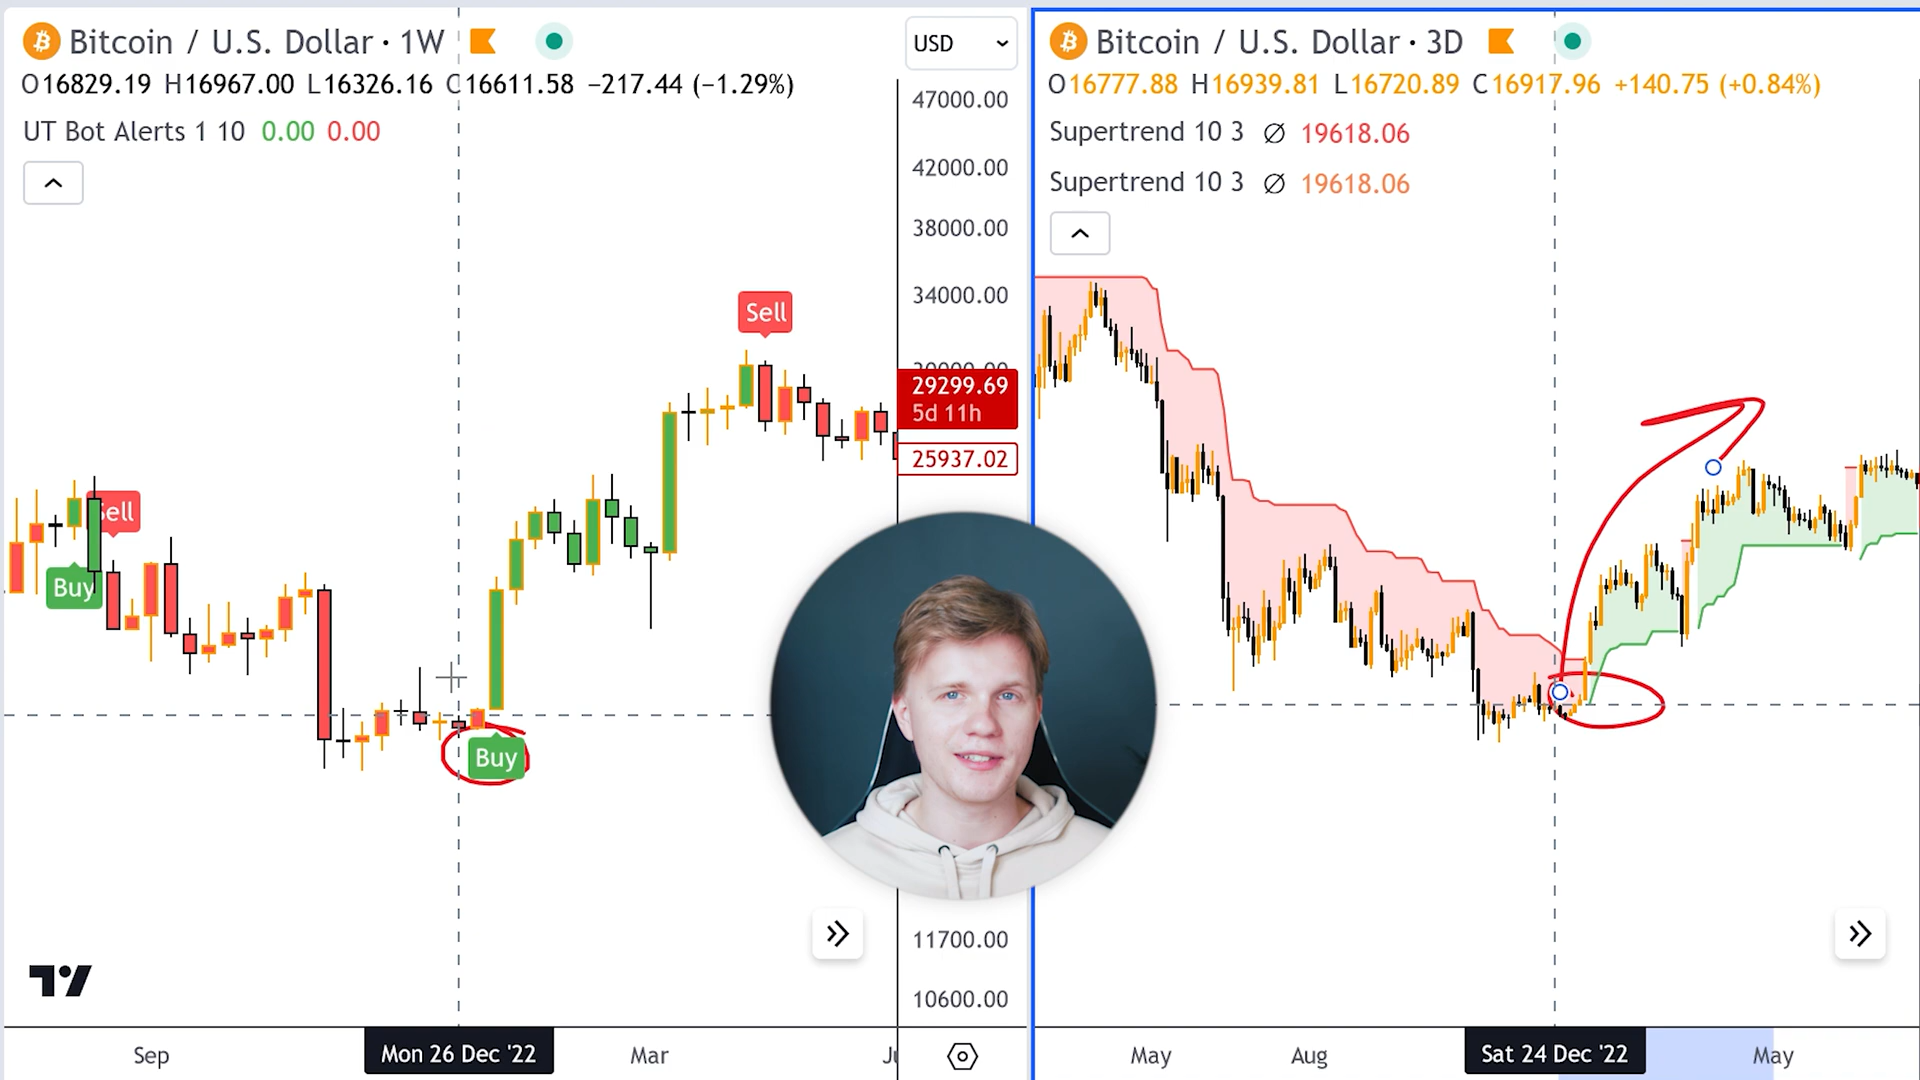 Bitcoin / U.S. Dollar · 1W
O16829.19 H16967.00 L16326.16 C16611.58 −217.44 (−1.29%)
UT Bot Alerts 1 10 0.00 0.00
USD
47000.00
42000.00
38000.00
34000.00
29299.69
5d 11h
25937.02
11700.00
10600.00
Sell
Sell
Buy
Buy
Sep
Mon 26 Dec '22
Mar
Bitcoin / U.S. Dollar · 3D
O16777.88 H16939.81 L16720.89 C16917.96 +140.75 (+0.84%)
Supertrend 10 3 Ø 19618.06
Supertrend 10 3 Ø 19618.06
May
Aug
Sat 24 Dec '22
May